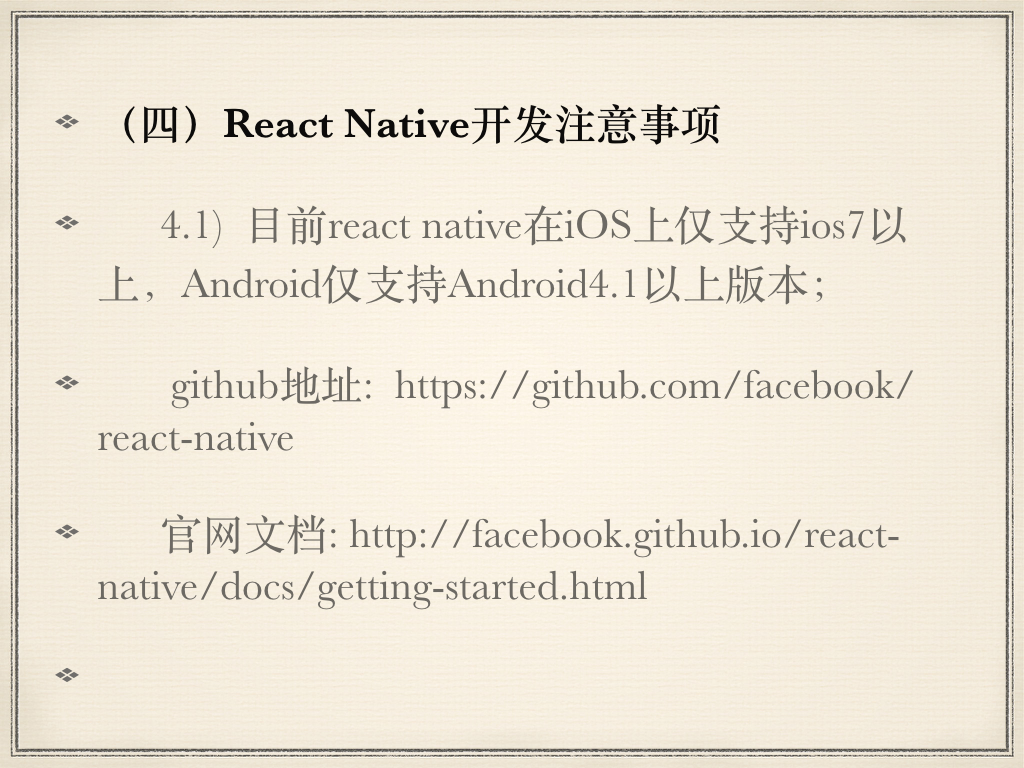 （四）React Native开发注意事项
4.1) 目前react native在iOS上仅支持ios7以
上，Android仅支持Android4.1以上版本；
github地址: https://github.com/facebook/
react-native
官网文档: http://facebook.github.io/react-
native/docs/getting-started.html